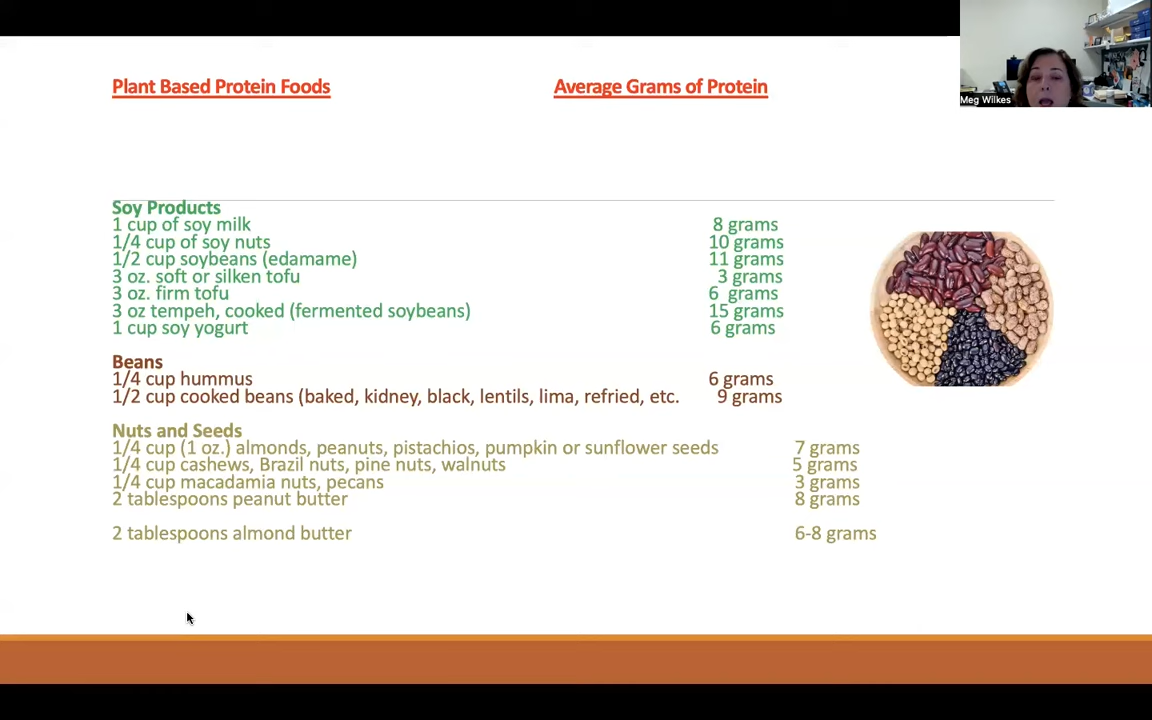 Plant Based Protein Foods Average Grams of Protein
Meg Wilkes
Soy Products
1 cup of soy milk 8 grams
1/4 cup of soy nuts 10 grams
1/2 cup soybeans (edamame) 11 grams
3 oz. soft or silken tofu 3 grams
3 oz. firm tofu 6 grams
3 oz tempeh, cooked (fermented soybeans) 15 grams
1 cup soy yogurt 6 grams
Beans
1/4 cup hummus 6 grams
1/2 cup cooked beans (baked, kidney, black, lentils, lima, refried, etc. 9 grams
Nuts and Seeds
1/4 cup (1 oz.) almonds, peanuts, pistachios, pumpkin or sunflower seeds 7 grams
1/4 cup cashews, Brazil nuts, pine nuts, walnuts 5 grams
1/4 cup macadamia nuts, pecans 3 grams
2 tablespoons peanut butter 8 grams
2 tablespoons almond butter 6-8 grams